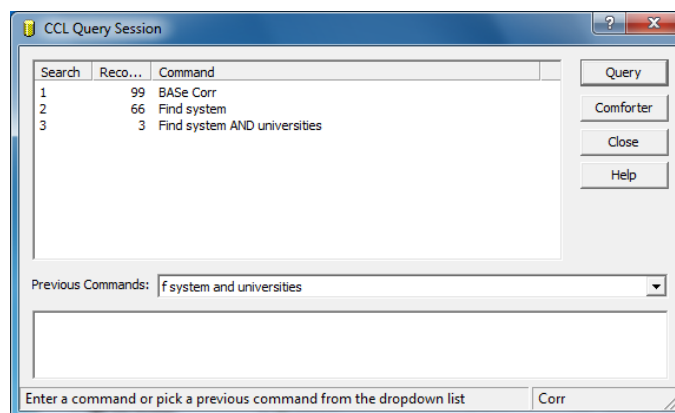 CCL Query Session
?
Search Reco... Command
1 99 BASe Corr
2 66 Find system
3 3 Find system AND universities
Query
Comforter
Close
Help
Previous Commands: f system and universities
Enter a command or pick a previous command from the dropdown list Corr